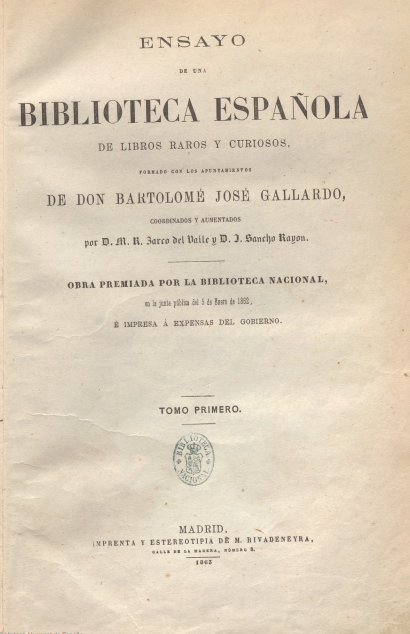 ENSAYO
DE UNA
BIBLIOTECA ESPAÑOLA
DE LIBROS RAROS Y CURIOSOS,
FORMADO CON LOS APUNTAMIENTOS
DE DON BARTOLOMÉ JOSÉ GALLARDO,
COORDINADOS Y AUMENTADOS
por D. M. R. Zarco del Valle y D. J. Sancho Rayon.
OBRA PREMIADA POR LA BIBLIOTECA NACIONAL,
en la junta pública del 5 de Enero de 1862,
É IMPRESA Á EXPENSAS DEL GOBIERNO.
TOMO PRIMERO.
BIBLIOTECA
NACIONAL
MADRID,
IMPRENTA Y ESTEREOTIPIA DE M. RIVADENEYRA,
CALLE DE LA MADERA, NÚMERO 8.
1863